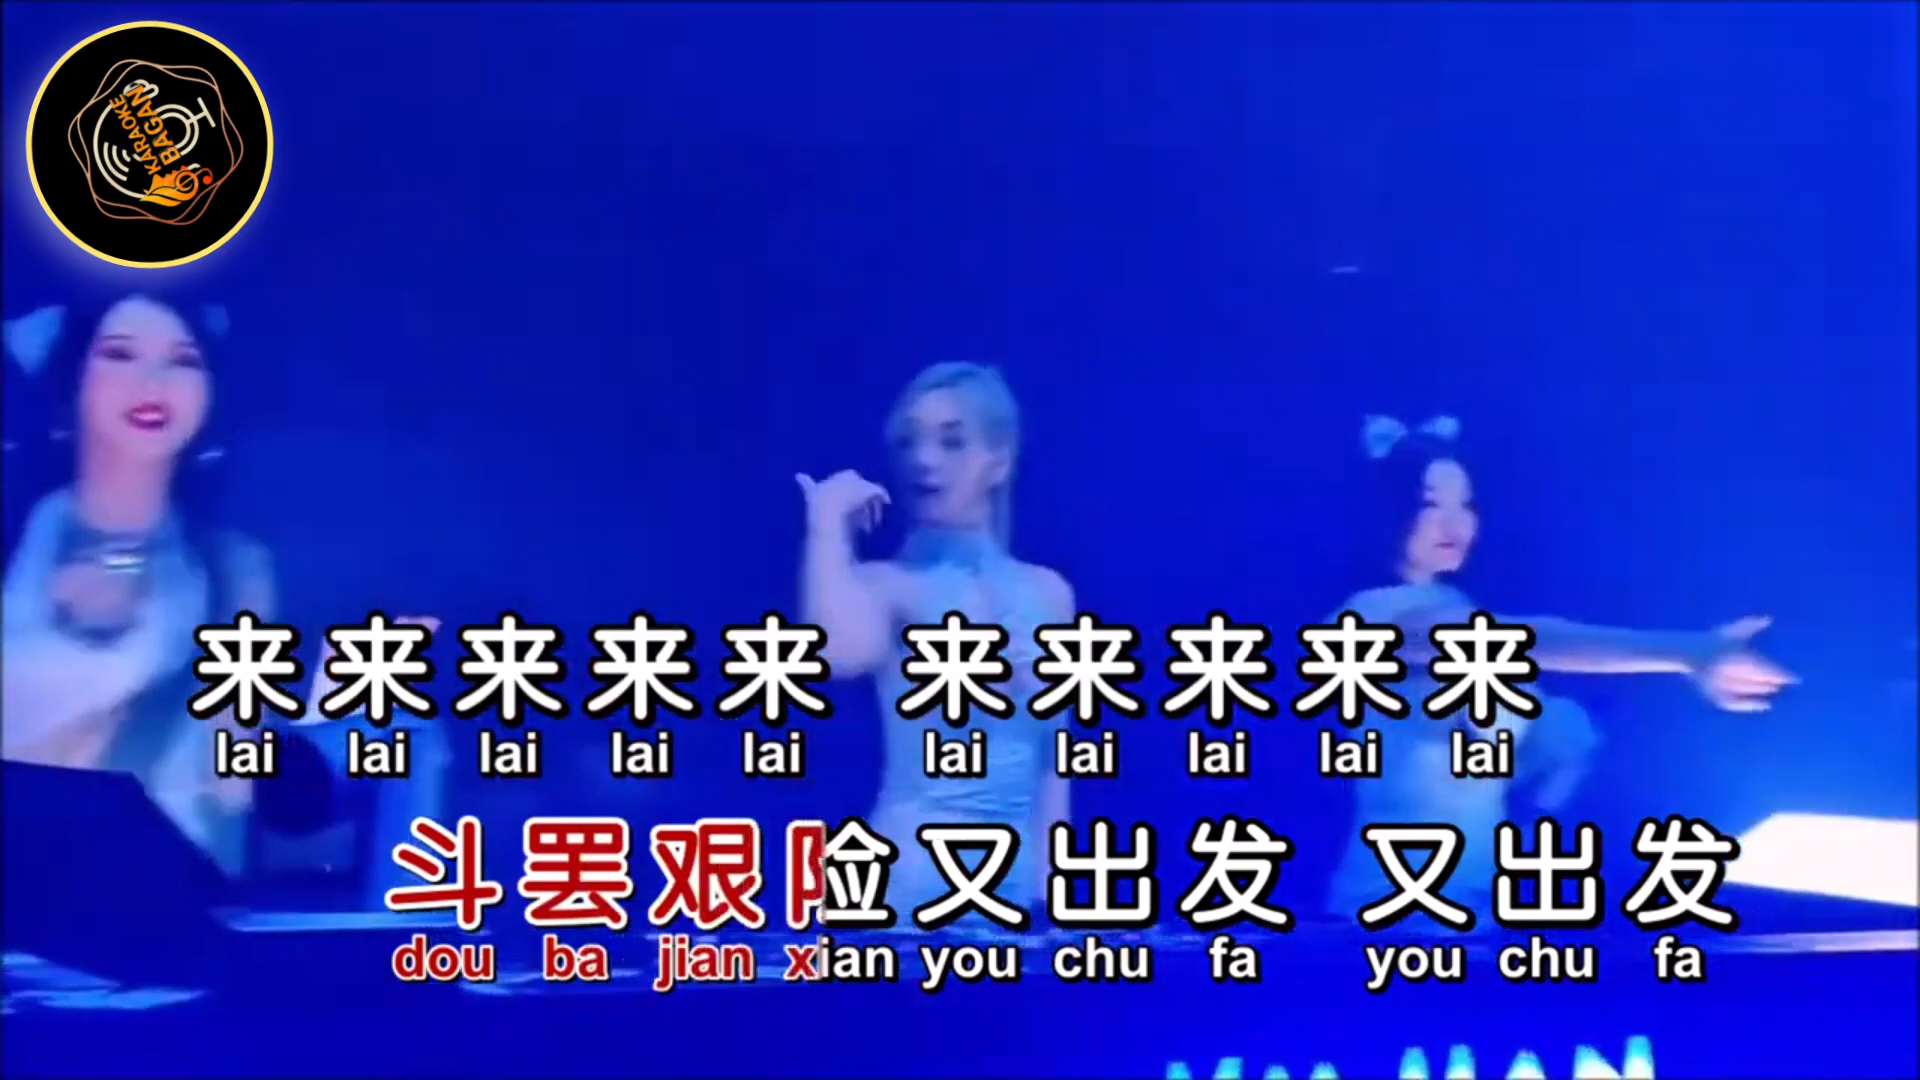 KARAOKE
BAGAN
来来来来来 来来来来来
lai lai lai lai lai lai lai lai lai lai
斗罢艰险又出发 又出发
dou ba jian xian you chu fa you chu fa